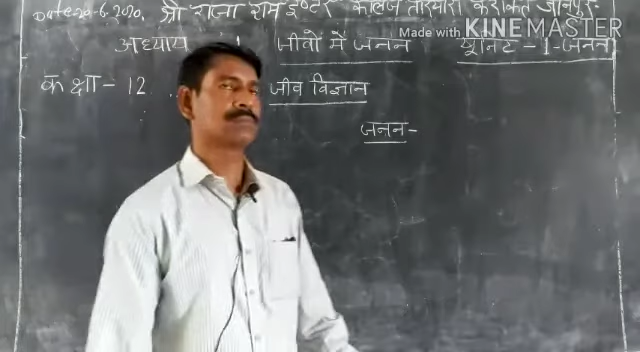 Date-20-6-2020, श्री राजा राम इण्टर कालेज
Made with KINEMASTER
अध्याय जीवों में जनन यूनिट-1-जनन
कक्षा-12 जीव विज्ञान
जनन-